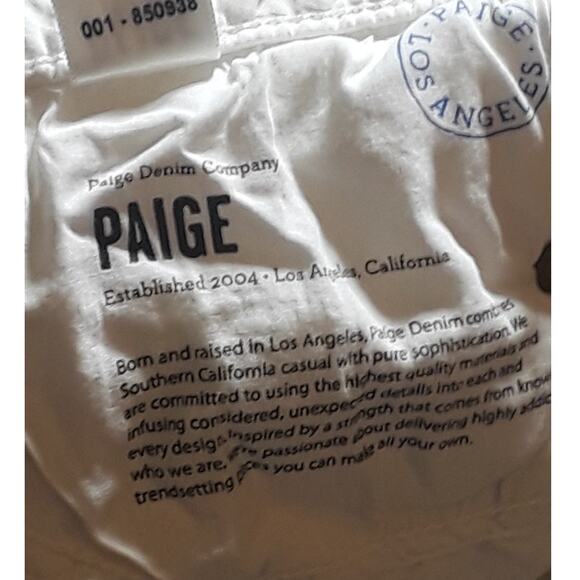 001 - 850938
PAIGE · LOS ANGELES ·
Paige Denim Company
PAIGE
Established 2004 • Los Angeles, California
Born and raised in Los Angeles, Paige Denim combines
Southern California casual with pure sophistication. We
are committed to using the highest quality materials and
infusing considered, unexpected details into each and
every design. Inspired by a strength that comes from know
who we are, passionate about delivering highly addic
trendsetting you can make all your own.